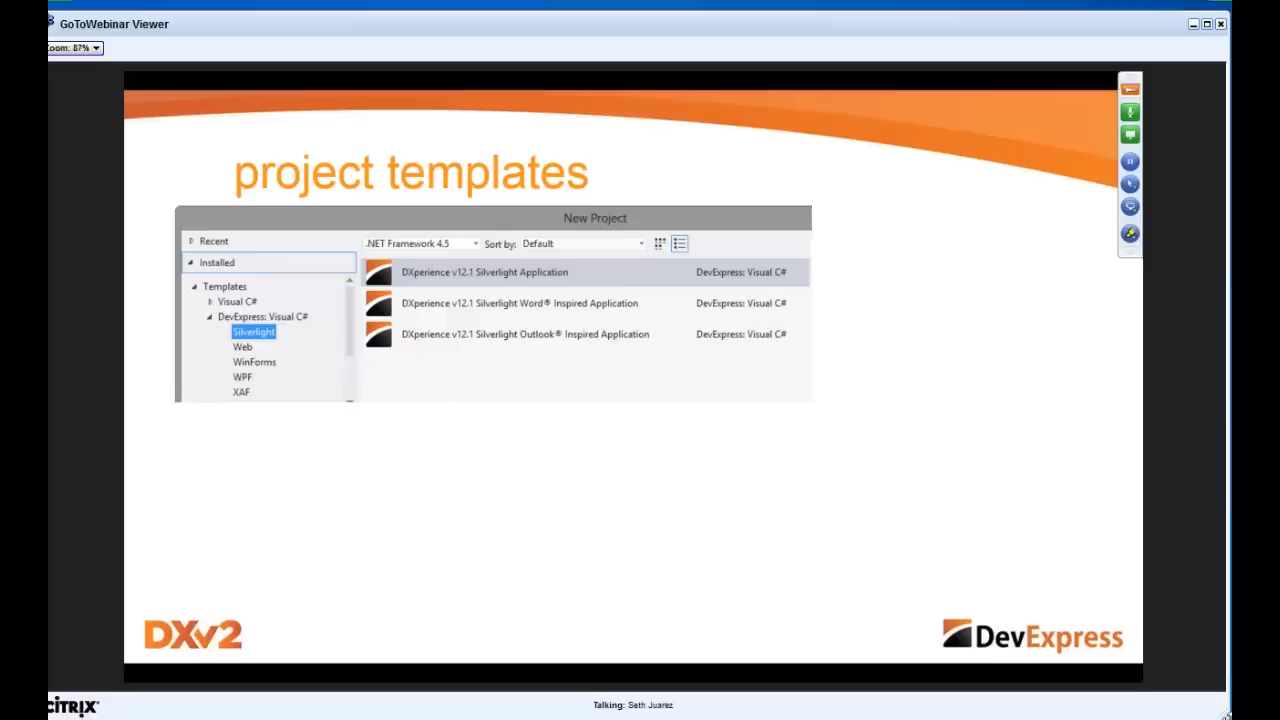 GoToWebinar Viewer
Zoom: 87%
project templates
New Project
Recent
.NET Framework 4.5 Sort by: Default
Installed
Templates
Visual C#
DevExpress: Visual C#
Silverlight
Web
WinForms
WPF
XAF
DXperience v12.1 Silverlight Application DevExpress: Visual C#
DXperience v12.1 Silverlight Word® Inspired Application DevExpress: Visual C#
DXperience v12.1 Silverlight Outlook® Inspired Application DevExpress: Visual C#
DXv2
DevExpress
CITRIX®
Talking: Seth Juarez